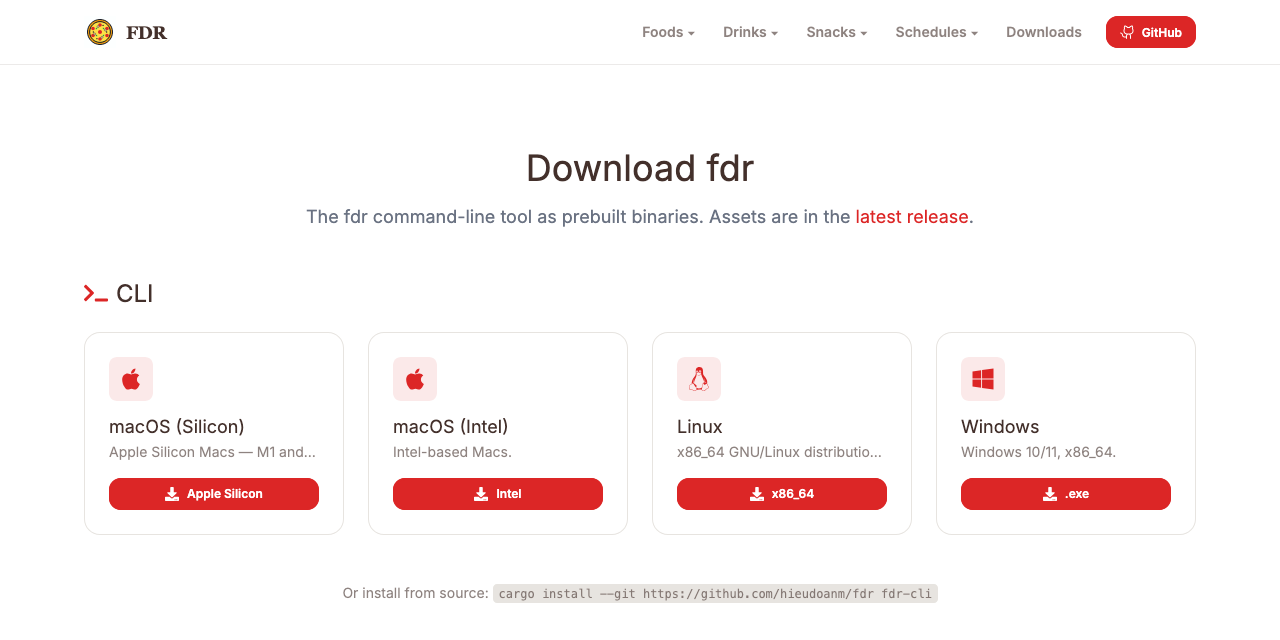 FDR
Foods
Drinks
Snacks
Schedules
Downloads
GitHub
Download fdr
The fdr command-line tool as prebuilt binaries. Assets are in the latest release.
CLI
macOS (Silicon)
Apple Silicon Macs — M1 and...
Apple Silicon
macOS (Intel)
Intel-based Macs.
Intel
Linux
x86_64 GNU/Linux distributio...
x86_64
Windows
Windows 10/11, x86_64.
.exe
Or install from source: cargo install --git https://github.com/hieudoanm/fdr fdr-cli